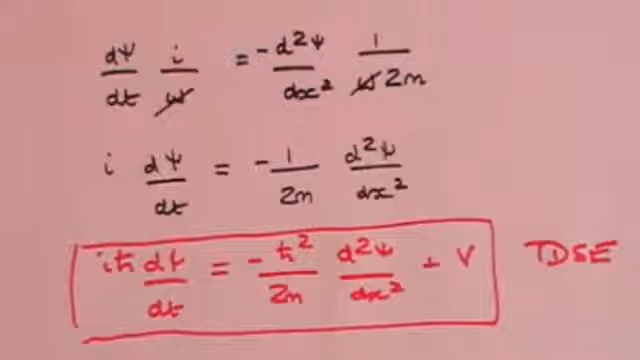 dψ/dt i/ω = -d²ψ/dx² 1/ω2m
i dψ/dt = -1/2m d²ψ/dx²
iħ dψ/dt = -ħ²/2m d²ψ/dx² + V TDSE